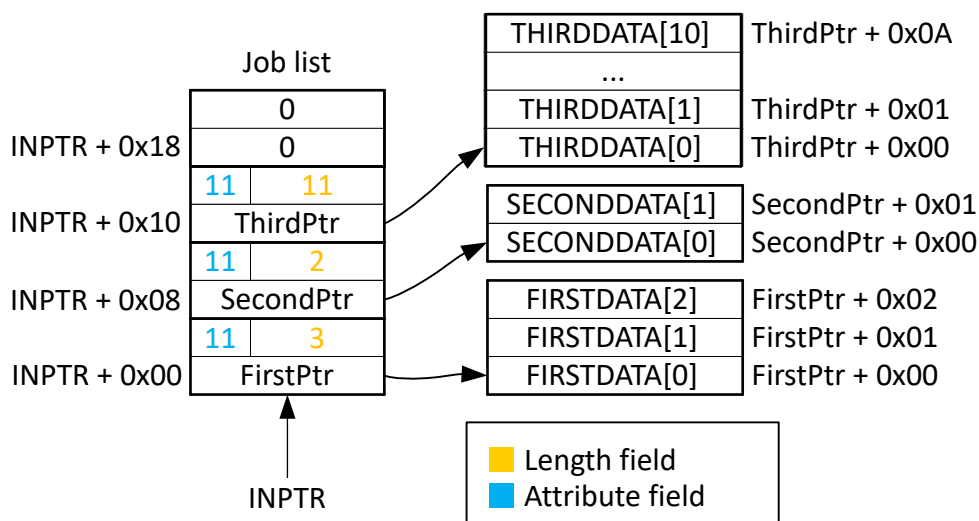 THIRDDATA[10] ThirdPtr + 0x0A
Job list
...
0
THIRDDATA[1] ThirdPtr + 0x01
INPTR + 0x18 0
THIRDDATA[0] ThirdPtr + 0x00
11 11
INPTR + 0x10 ThirdPtr
SECONDDATA[1] SecondPtr + 0x01
11 2
SECONDDATA[0] SecondPtr + 0x00
INPTR + 0x08 SecondPtr
FIRSTDATA[2] FirstPtr + 0x02
11 3
FIRSTDATA[1] FirstPtr + 0x01
INPTR + 0x00 FirstPtr
FIRSTDATA[0] FirstPtr + 0x00
Length field
INPTR
Attribute field